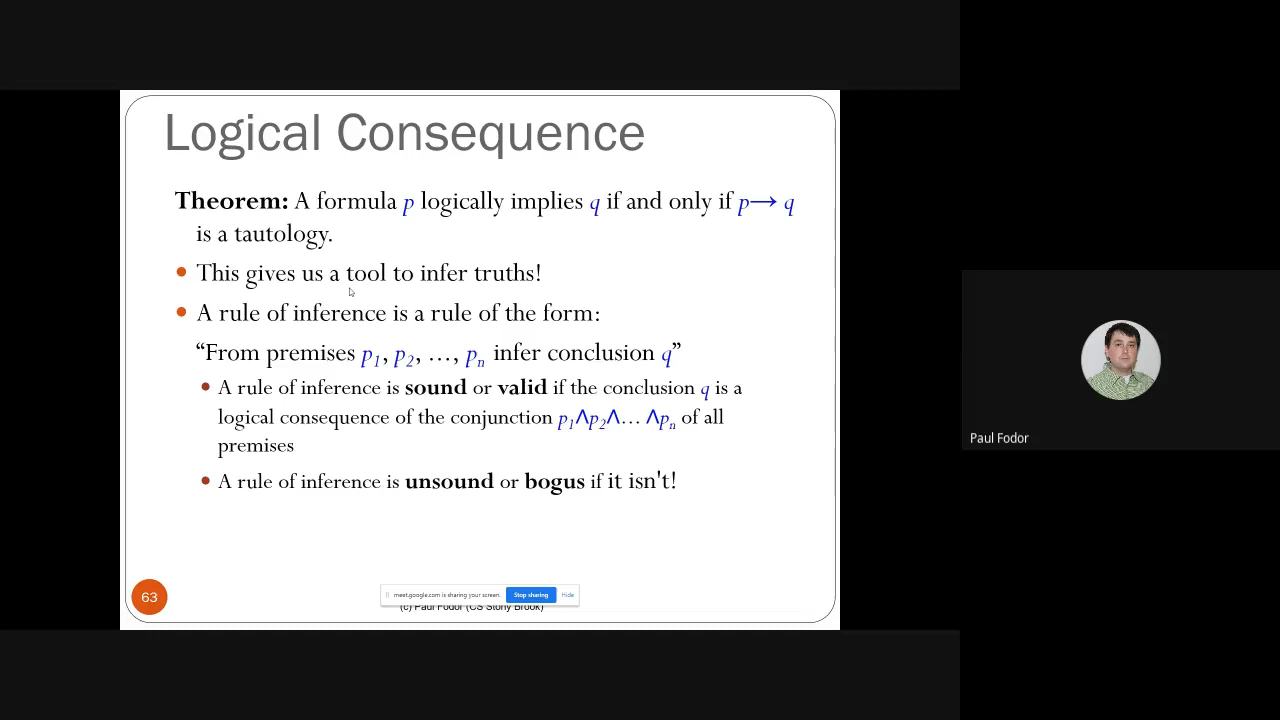 Logical Consequence
Theorem: A formula p logically implies q if and only if p→ q
is a tautology.
• This gives us a tool to infer truths!
• A rule of inference is a rule of the form:
“From premises p1, p2, …, pn infer conclusion q”
• A rule of inference is sound or valid if the conclusion q is a
logical consequence of the conjunction p1∧p2∧… ∧pn of all
premises
• A rule of inference is unsound or bogus if it isn't!
63
meet.google.com is sharing your screen. Stop sharing Hide
(c) Paul Fodor (CS Stony Brook)
Paul Fodor